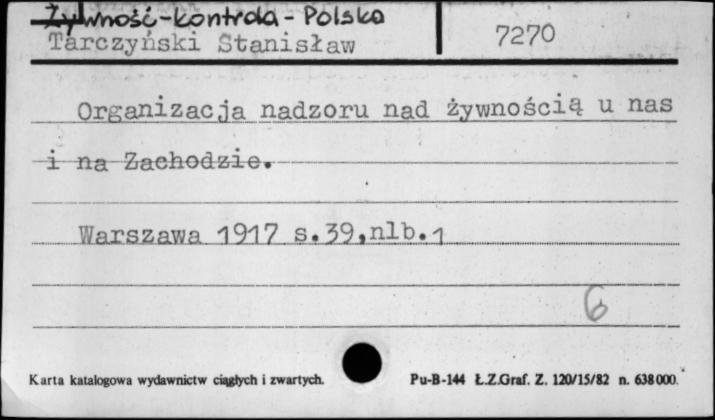 Żywność-kontrola-Polska
Tarczyński Stanisław
7270
Organizacja nadzoru nad żywnością u nas
i na Zachodzie.
Warszawa 1917 s.39,nlb.1
6
Karta katalogowa wydawnictw ciągłych i zwartych.
Pu-B-144 Ł.Z.Graf. Z. 120/15/82 n. 638000.